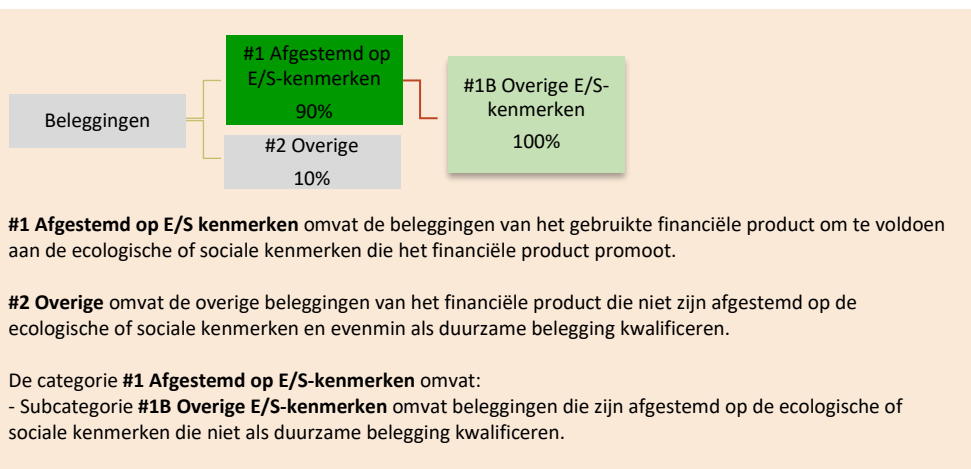 #1 Afgestemd op
E/S-kenmerken
90%
#1B Overige E/S-
kenmerken
100%
Beleggingen
#2 Overige
10%
#1 Afgestemd op E/S kenmerken omvat de beleggingen van het gebruikte financiële product om te voldoen
aan de ecologische of sociale kenmerken die het financiële product promoot.
#2 Overige omvat de overige beleggingen van het financiële product die niet zijn afgestemd op de
ecologische of sociale kenmerken en evenmin als duurzame belegging kwalificeren.
De categorie #1 Afgestemd op E/S-kenmerken omvat:
- Subcategorie #1B Overige E/S-kenmerken omvat beleggingen die zijn afgestemd op de ecologische of
sociale kenmerken die niet als duurzame belegging kwalificeren.